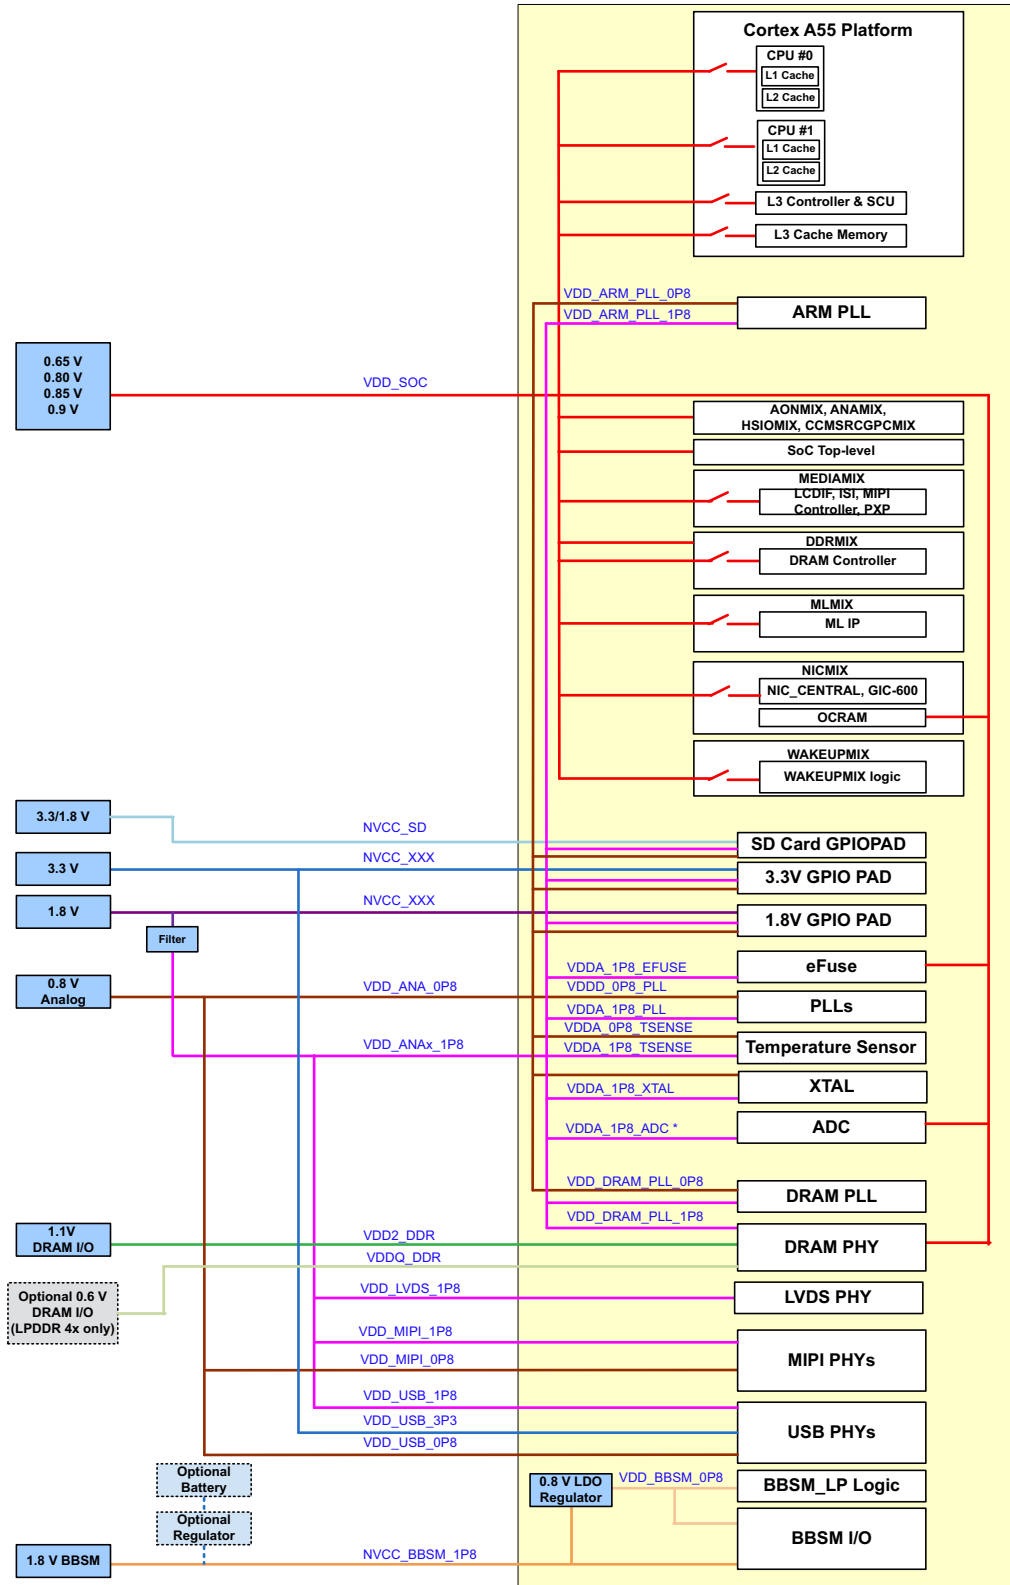 Cortex A55 Platform
CPU #0
L1 Cache
L2 Cache
CPU #1
L1 Cache
L2 Cache
L3 Controller & SCU
L3 Cache Memory
VDD_ARM_PLL_0P8
VDD_ARM_PLL_1P8
ARM PLL
0.65 V
0.80 V
0.85 V
0.9 V
VDD_SOC
AONMIX, ANAMIX,
HSIOMIX, CCMSRCGPCMIX
SoC Top-level
MEDIAMIX
LCDIF, ISI, MIPI
Controller, PXP
DDRMIX
DRAM Controller
MLMIX
ML IP
NICMIX
NIC_CENTRAL, GIC-600
OCRAM
WAKEUPMIX
WAKEUPMIX logic
3.3/1.8 V
NVCC_SD
SD Card GPIOPAD
3.3 V
NVCC_XXX
3.3V GPIO PAD
1.8 V
NVCC_XXX
1.8V GPIO PAD
Filter
VDDA_1P8_EFUSE
eFuse
0.8 V
Analog
VDD_ANA_0P8
VDDD_0P8_PLL
VDDA_1P8_PLL
PLLs
VDDA_0P8_TSENSE
VDD_ANAx_1P8
VDDA_1P8_TSENSE
Temperature Sensor
VDDA_1P8_XTAL
XTAL
VDDA_1P8_ADC *
ADC
VDD_DRAM_PLL_0P8
DRAM PLL
VDD_DRAM_PLL_1P8
1.1V
DRAM I/O
VDD2_DDR
VDDQ_DDR
DRAM PHY
Optional 0.6 V
DRAM I/O
(LPDDR 4x only)
VDD_LVDS_1P8
LVDS PHY
VDD_MIPI_1P8
VDD_MIPI_0P8
MIPI PHYs
VDD_USB_1P8
VDD_USB_3P3
VDD_USB_0P8
USB PHYs
Optional
Battery
0.8 V LDO
Regulator
VDD_BBSM_0P8
BBSM_LP Logic
Optional
Regulator
BBSM I/O
1.8 V BBSM
NVCC_BBSM_1P8